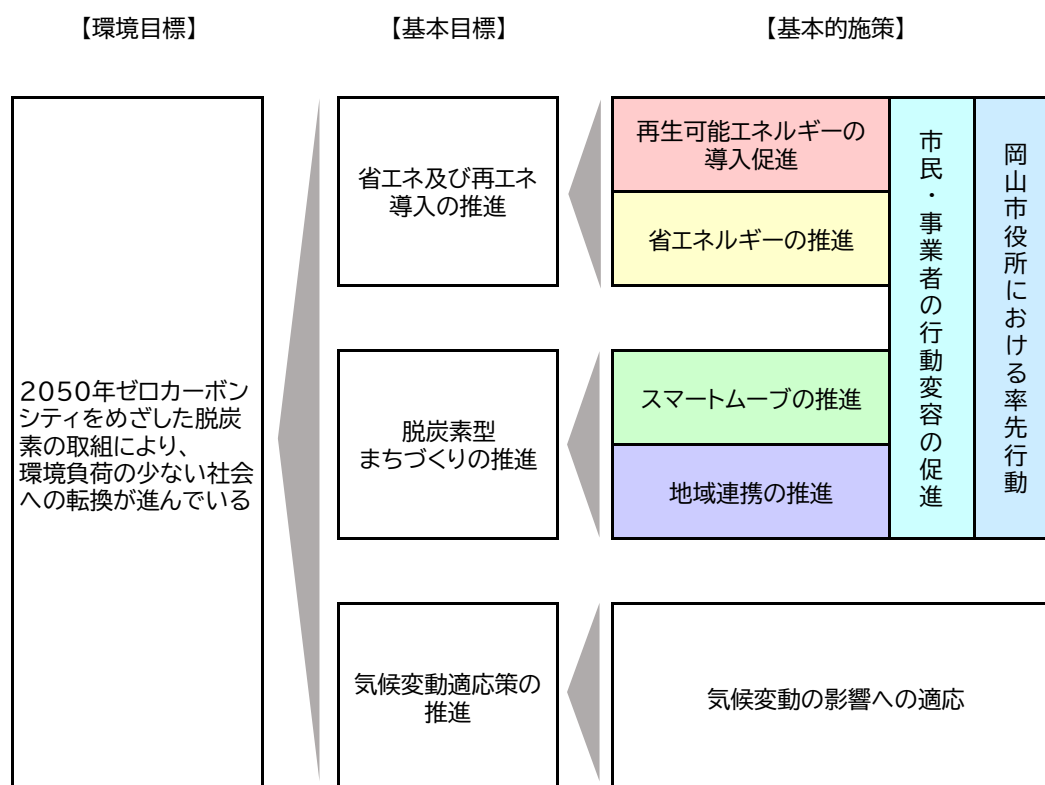 【環境目標】
【基本目標】
【基本的施策】
2050年ゼロカーボン
シティをめざした脱炭
素の取組により、
環境負荷の少ない社会
への転換が進んでいる
省エネ及び再エネ
導入の推進
再生可能エネルギーの
導入促進
省エネルギーの推進
脱炭素型
まちづくりの推進
スマートムーブの推進
地域連携の推進
市民・事業者の行動変容の促進
岡山市役所における率先行動
気候変動適応策の
推進
気候変動の影響への適応